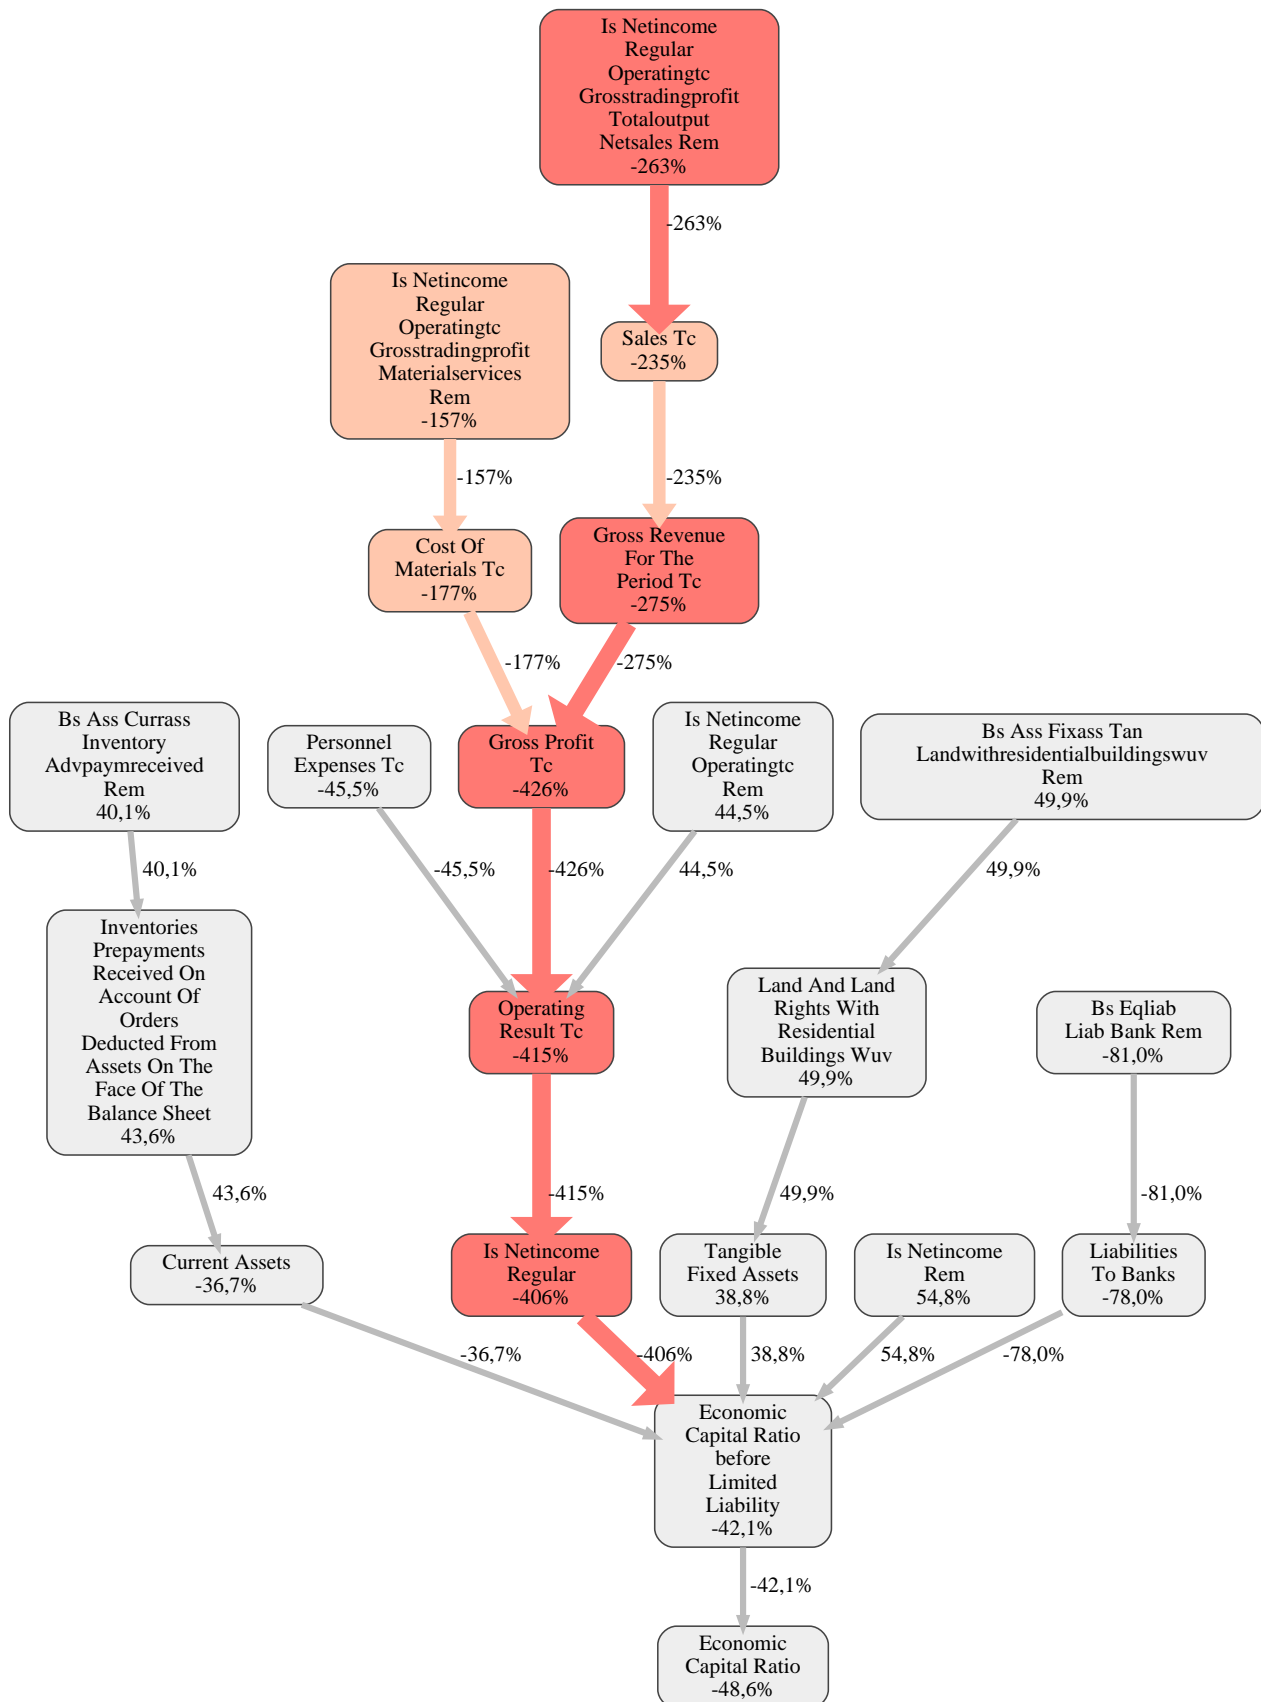 Is Netincome
Regular
Operatingtc
Grosstradingprofit
Totaloutput
Netsales Rem
-263%
-263%
Is Netincome
Regular
Operatingtc
Grosstradingprofit
Materialservices
Rem
-157%
Sales Tc
-235%
-157%
-235%
Cost Of
Materials Tc
-177%
Gross Revenue
For The
Period Tc
-275%
-177%
-275%
Bs Ass Currass
Inventory
Advpaymreceived
Rem
40,1%
Personnel
Expenses Tc
-45,5%
Gross Profit
Tc
-426%
Is Netincome
Regular
Operatingtc
Rem
44,5%
Bs Ass Fixass Tan
Landwithresidentialbuildingswuv
Rem
49,9%
40,1%
-45,5%
-426%
44,5%
49,9%
Inventories
Prepayments
Received On
Account Of
Orders
Deducted From
Assets On The
Face Of The
Balance Sheet
43,6%
Operating
Result Tc
-415%
Land And Land
Rights With
Residential
Buildings Wuv
49,9%
Bs Eqliab
Liab Bank Rem
-81,0%
43,6%
-415%
49,9%
-81,0%
Current Assets
-36,7%
Is Netincome
Regular
-406%
Tangible
Fixed Assets
38,8%
Is Netincome
Rem
54,8%
Liabilities
To Banks
-78,0%
-36,7%
-406%
38,8%
54,8%
-78,0%
Economic
Capital Ratio
before
Limited
Liability
-42,1%
-42,1%
Economic
Capital Ratio
-48,6%